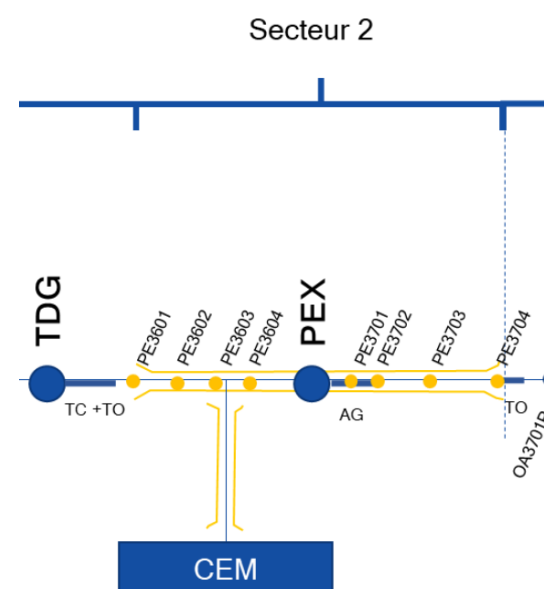 Secteur 2
TDG
PE3601
PE3602
PE3603
PE3604
PEX
PE3701
PE3702
PE3703
PE3704
TC +TO
AG
TO
CEM